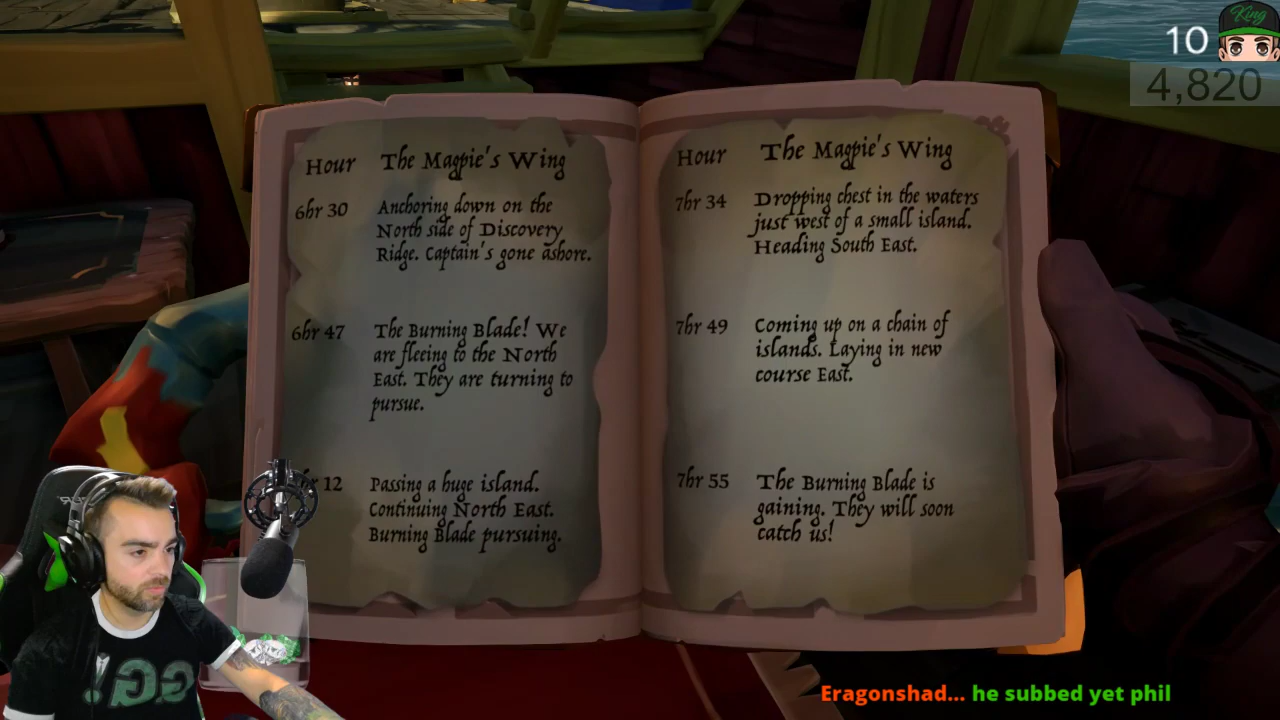 10
King
4,820
Hour The Magpie's Wing
6hr 30 Anchoring down on the
North side of Discovery
Ridge. Captain's gone ashore.
6hr 47 The Burning Blade! We
are fleeing to the North
East. They are turning to
pursue.
12 Passing a huge island.
Continuing North East.
Burning Blade pursuing.
Hour The Magpie's Wing
7hr 34 Dropping chest in the waters
just west of a small island.
Heading South East.
7hr 49 Coming up on a chain of
islands. Laying in new
course East.
7hr 55 The Burning Blade is
gaining. They will soon
catch us!
GG!
Eragonshad... he subbed yet phil